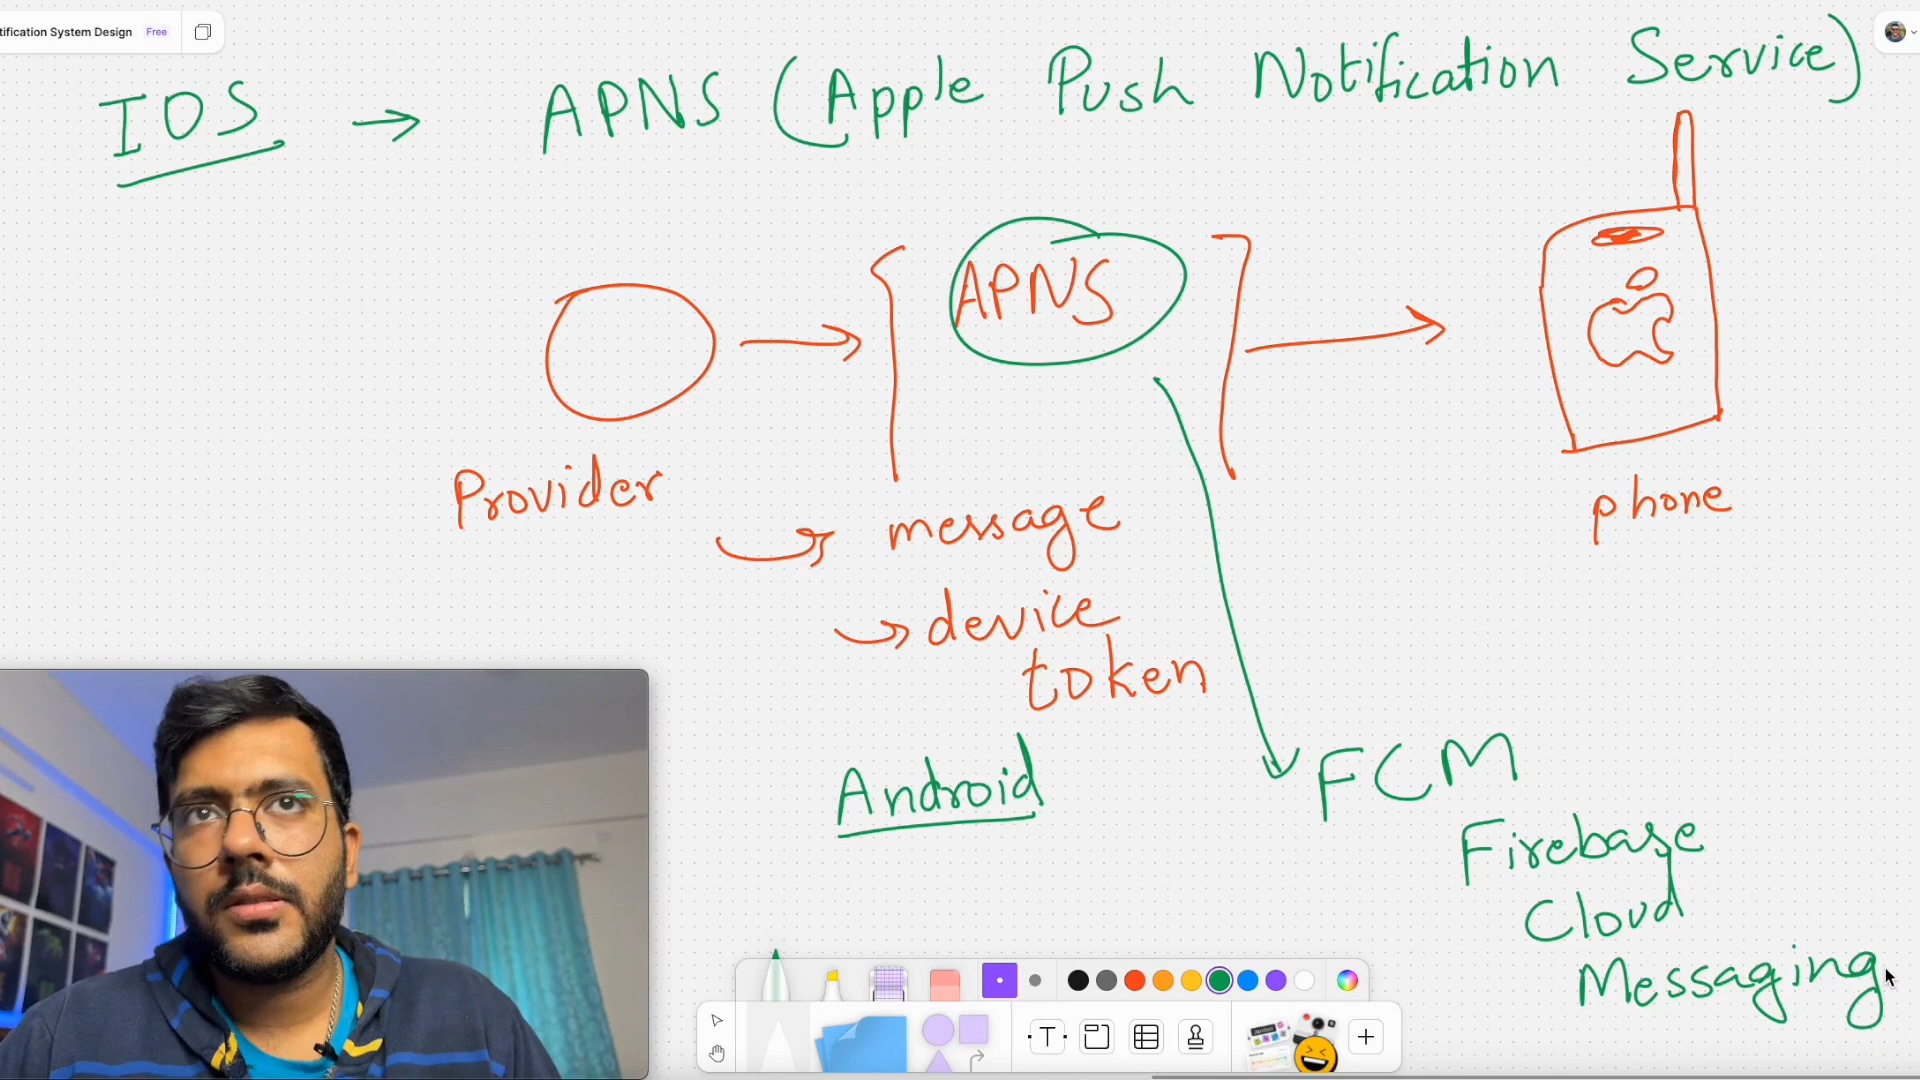 tification System Design Free
IOS → APNS (Apple Push Notification Service)
APNS
Provider
phone
message
device
token
Android
FCM
Firebase
Cloud
Messaging
T